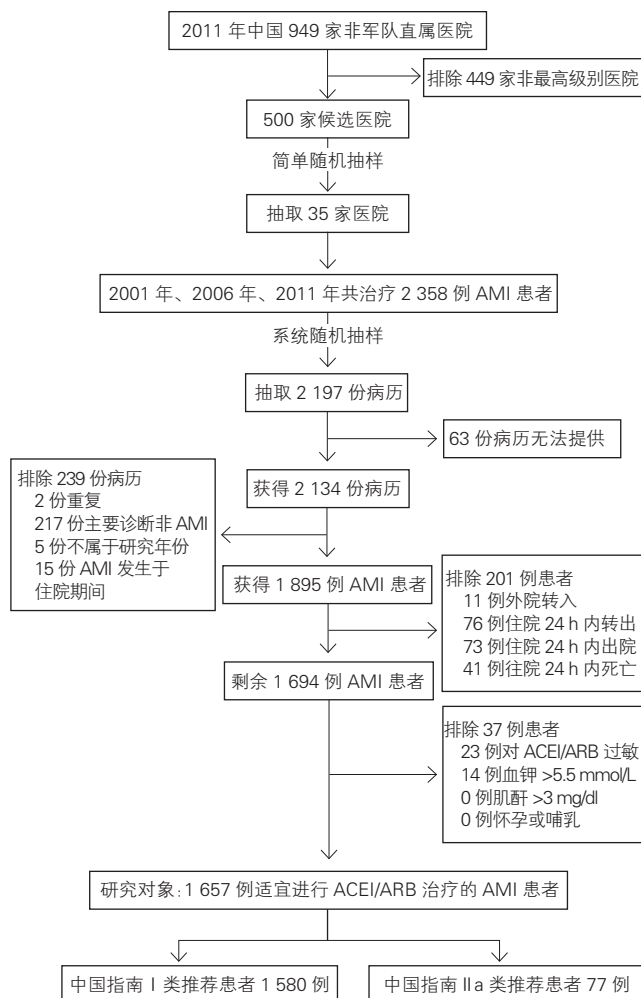 2011 年中国 949 家非军队直属医院
排除 449 家非最高级别医院
500 家候选医院
简单随机抽样
抽取 35 家医院
2001 年、2006 年、2011 年共治疗 2 358 例 AMI 患者
系统随机抽样
抽取 2 197 份病历
63 份病历无法提供
获得 2 134 份病历
排除 239 份病历
2 份重复
217 份主要诊断非 AMI
5 份不属于研究年份
15 份 AMI 发生于
住院期间
获得 1 895 例 AMI 患者
排除 201 例患者
11 例外院转入
76 例住院 24 h 内转出
73 例住院 24 h 内出院
41 例往院 24 h 内死亡
剩余 1 694 例 AMI 患者
排除 37 例患者
23 例对 ACEI/ARB 过敏
14 例血钾 >5.5 mmol/L
0 例肌酐 >3 mg/dl
0 例怀孕或哺乳
研究对象:1 657 例适宜进行 ACEI/ARB 治疗的 AMI 患者
中国指南 I 类推荐患者 1 580 例
中国指南 IIa 类推荐患者 77 例